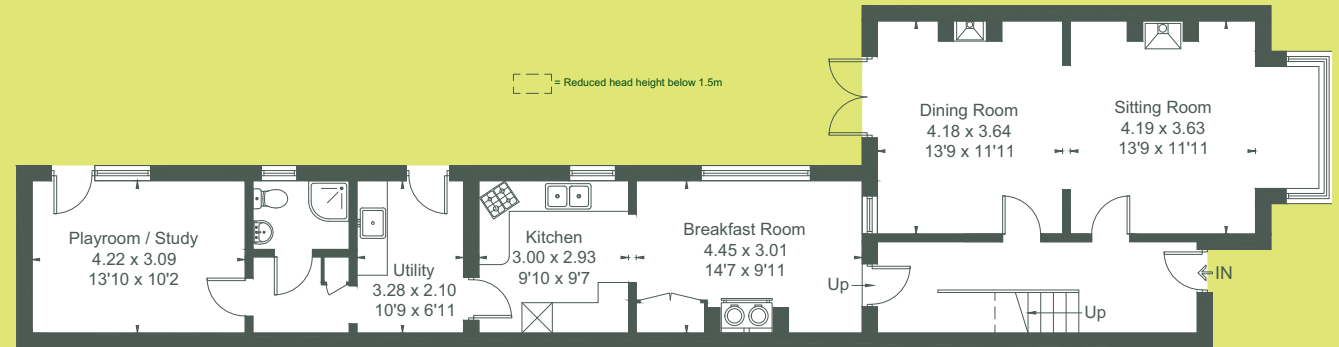 = Reduced head height below 1.5m
Dining Room
4.18 x 3.64
13'9 x 11'11
Sitting Room
4.19 x 3.63
13'9 x 11'11
Playroom / Study
4.22 x 3.09
13'10 x 10'2
Utility
3.28 x 2.10
10'9 x 6'11
Kitchen
3.00 x 2.93
9'10 x 9'7
Breakfast Room
4.45 x 3.01
14'7 x 9'11
Up
IN
Up